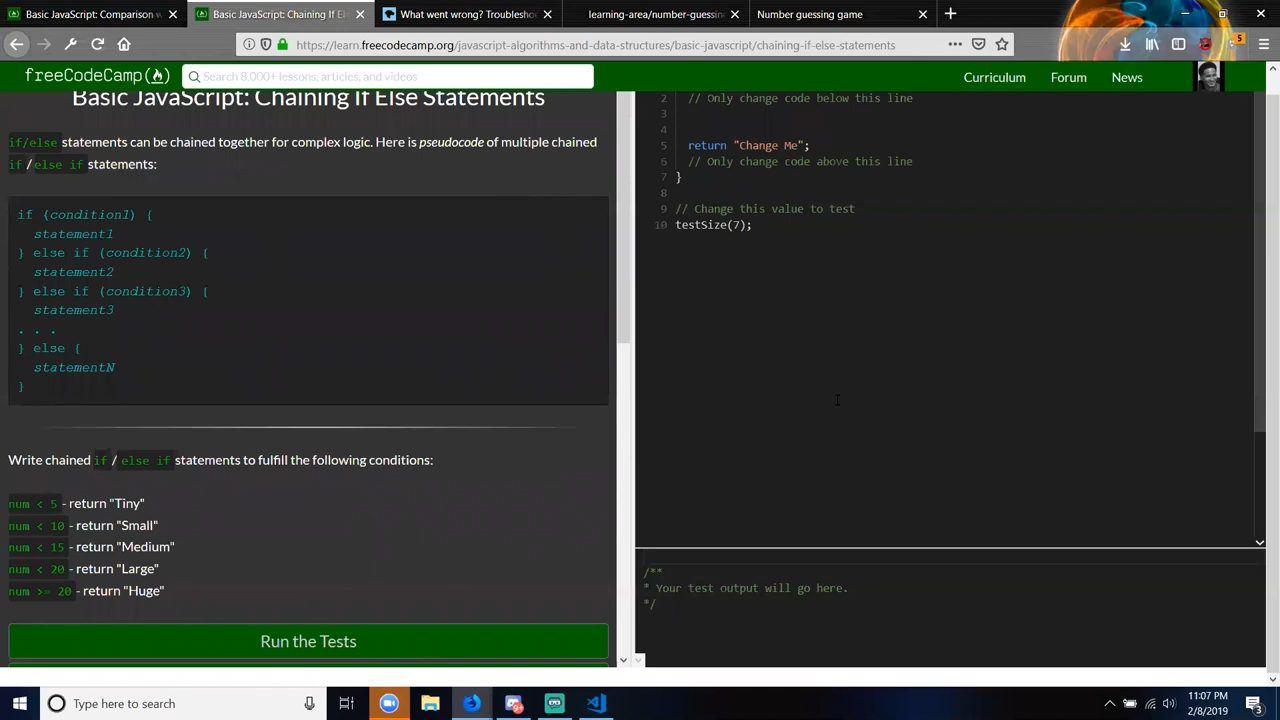 Basic JavaScript: Comparison w
Basic JavaScript: Chaining If El
What went wrong? Troublesho
learning-area/number-guessin
Number guessing game
https://learn.freecodecamp.org/javascript-algorithms-and-data-structures/basic-javascript/chaining-if-else-statements
5
freeCodeCamp
Search 8,000+ lessons, articles, and videos
Curriculum
Forum
News
Basic JavaScript: Chaining If Else Statements
if/else statements can be chained together for complex logic. Here is pseudocode of multiple chained
if / else if statements:
if (condition1) {
statement1
} else if (condition2) {
statement2
} else if (condition3) {
statement3
. . .
} else {
statementN
}
Write chained if / else if statements to fulfill the following conditions:
num < 5 - return "Tiny"
num < 10 - return "Small"
num < 15 - return "Medium"
num < 20 - return "Large"
num >= 20 - return "Huge"
Run the Tests
2 // Only change code below this line
3
4
5 return "Change Me";
6 // Only change code above this line
7 }
8
9 // Change this value to test
10 testSize(7);
/**
* Your test output will go here.
*/
Type here to search
11:07 PM
2/8/2019
3